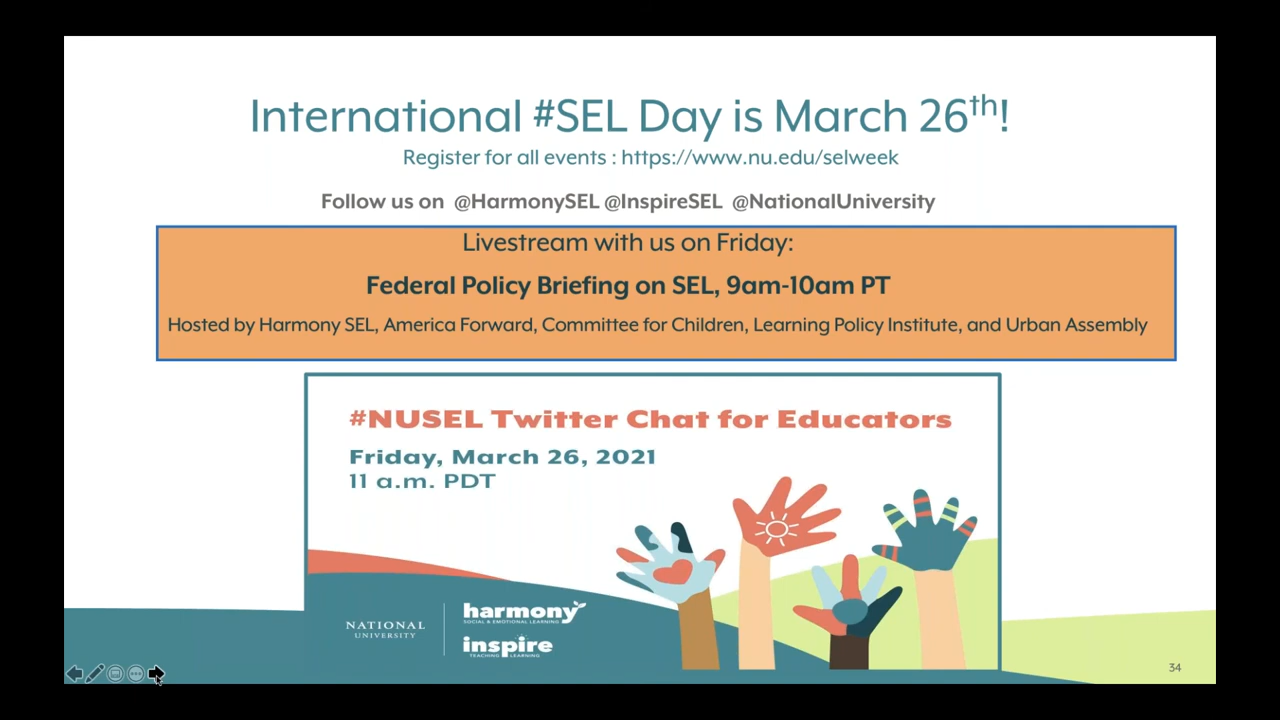 International #SEL Day is March 26th!
Register for all events : https://www.nu.edu/selweek
Follow us on @HarmonySEL @InspireSEL @NationalUniversity
Livestream with us on Friday:
Federal Policy Briefing on SEL, 9am-10am PT
Hosted by Harmony SEL, America Forward, Committee for Children, Learning Policy Institute, and Urban Assembly
#NUSEL Twitter Chat for Educators
Friday, March 26, 2021
11 a.m. PDT
NATIONAL
UNIVERSITY
harmony
SOCIAL & EMOTIONAL LEARNING
inspire
TEACHING & LEARNING
34